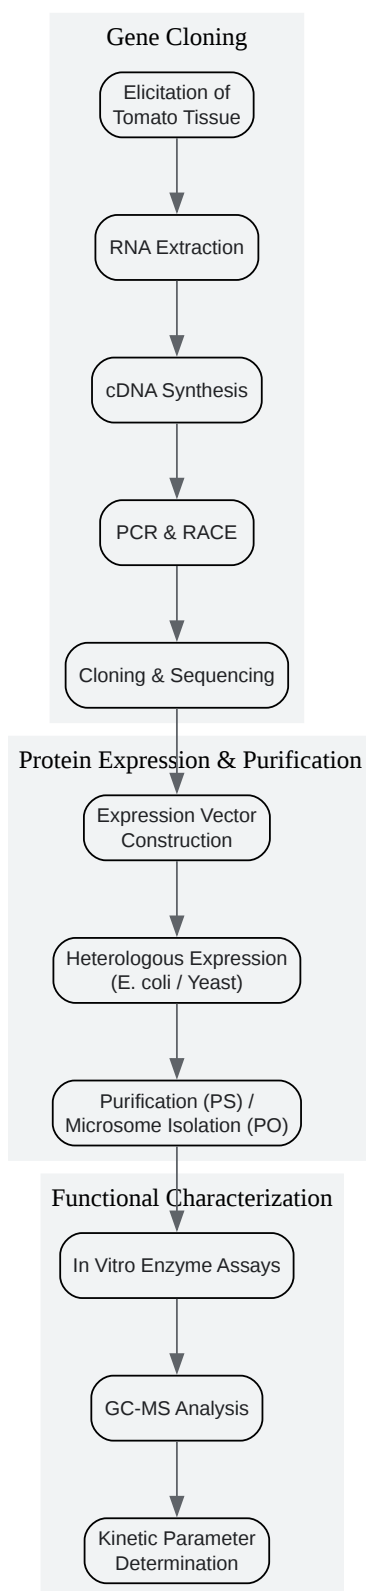 Gene Cloning
Elicitation of
Tomato Tissue
RNA Extraction
cDNA Synthesis
PCR & RACE
Cloning & Sequencing
Protein Expression & Purification
Expression Vector
Construction
Heterologous Expression
(E. coli / Yeast)
Purification (PS) /
Microsome Isolation (PO)
Functional Characterization
In Vitro Enzyme Assays
GC-MS Analysis
Kinetic Parameter
Determination